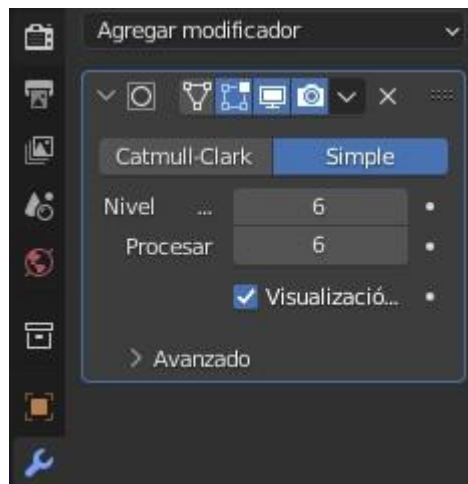 Agregar modificador
Catmull-Clark Simple
Nivel ... 6
Procesar 6
Visualizació...
Avanzado